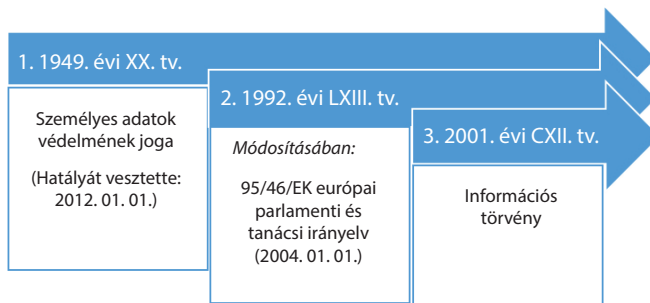 1. 1949. évi XX. tv.
Személyes adatok
védelmének joga
(Hatályát vesztette:
2012. 01. 01.)
2. 1992. évi LXIII. tv.
Módosításában:
95/46/EK európai
parlamenti és
tanácsi irányelv
(2004. 01. 01.)
3. 2001. évi CXII. tv.
Információs
törvény